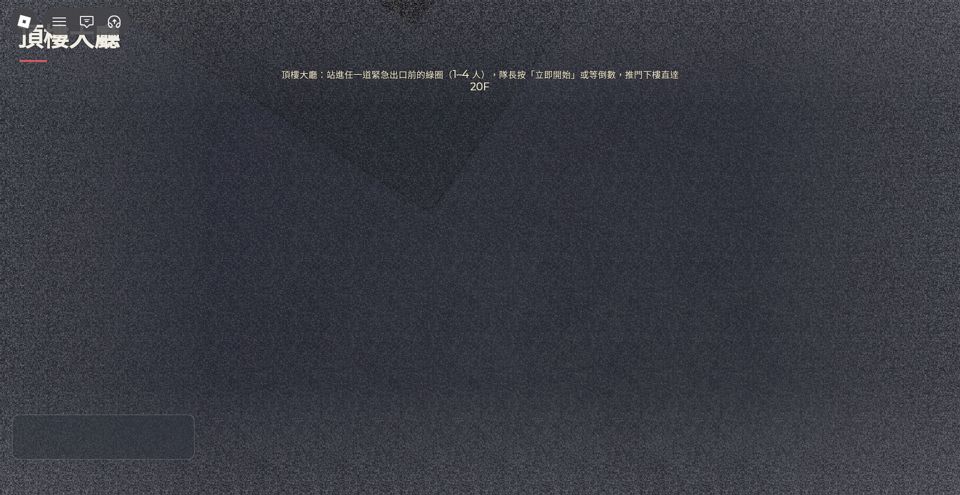 頂樓大廳
頂樓大廳：站進任一道緊急出口前的綠圈（1–4 人），隊長按「立即開始」或等倒數，推門下樓直達
20F